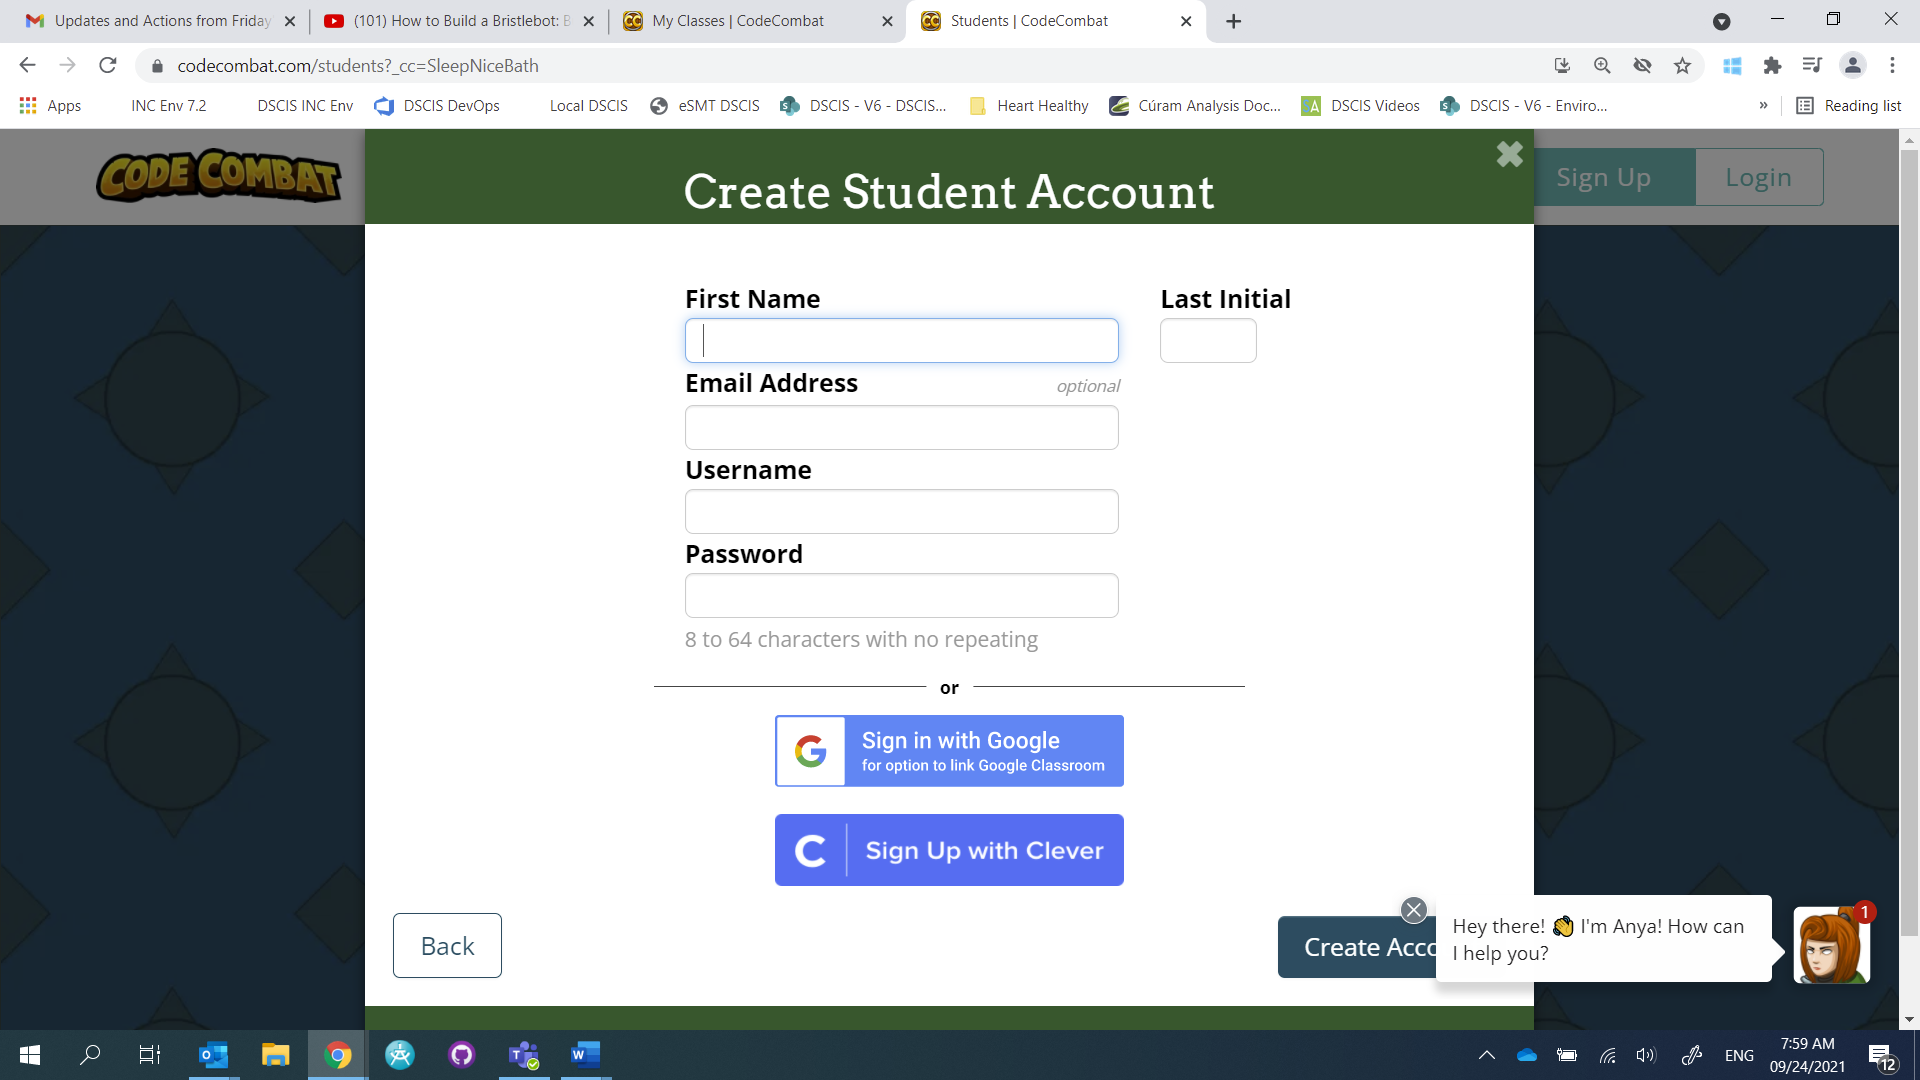 Updates and Actions from Friday
(101) How to Build a Bristlebot: B
My Classes | CodeCombat
Students | CodeCombat
codecombat.com/students?_cc=SleepNiceBath
Apps
INC Env 7.2
DSCIS INC Env
DSCIS DevOps
Local DSCIS
eSMT DSCIS
DSCIS - V6 - DSCIS...
Heart Healthy
Cúram Analysis Doc...
DSCIS Videos
DSCIS - V6 - Enviro...
»
Reading list
CODE COMBAT
Create Student Account
Sign Up
Login
First Name
Last Initial
Email Address
optional
Username
Password
8 to 64 characters with no repeating
or
Sign in with Google
for option to link Google Classroom
Sign Up with Clever
Back
Create Acco
Hey there! 👋 I'm Anya! How can
I help you?
1
ENG
7:59 AM
09/24/2021
12